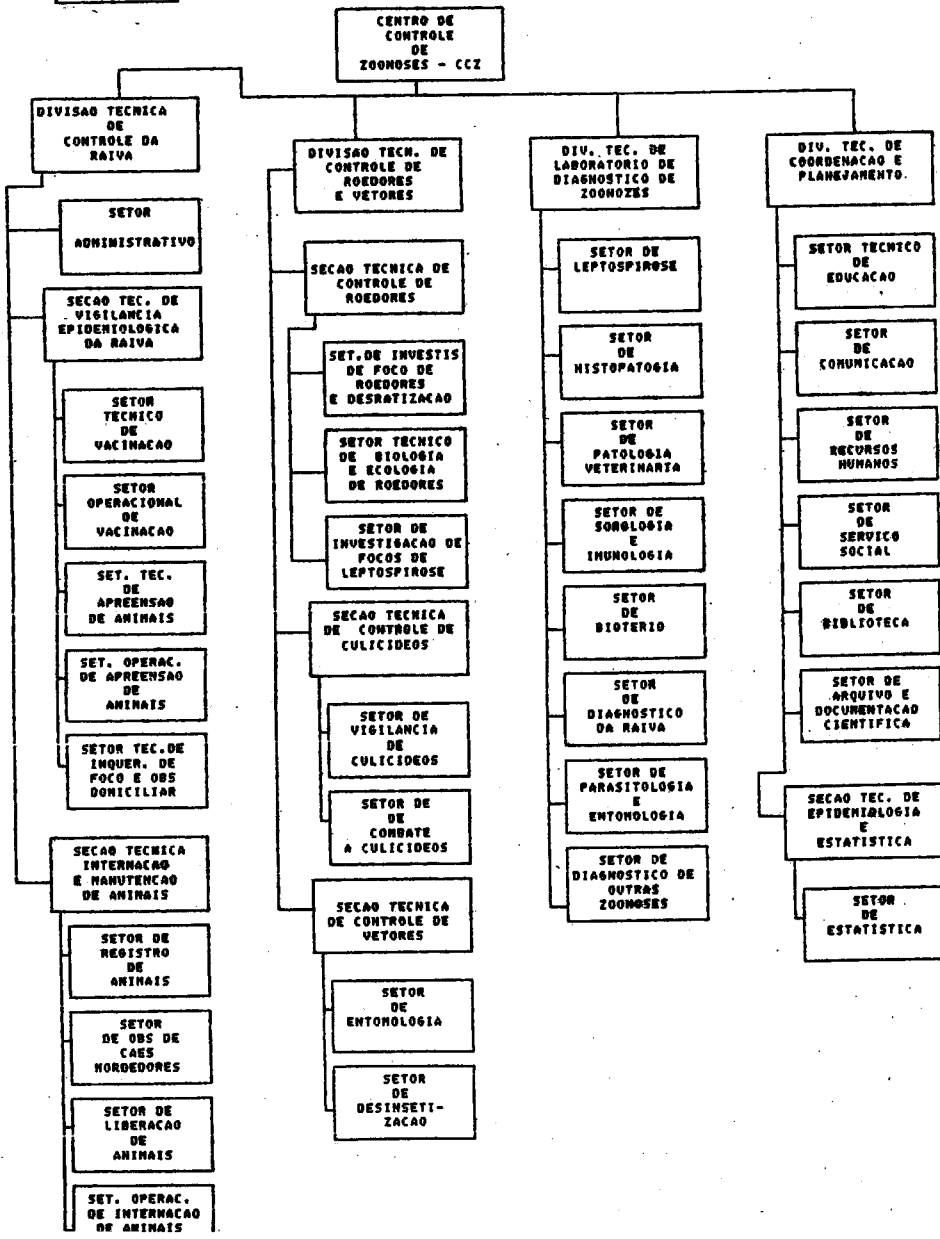 CENTRO DE
CONTROLE
DE
ZOONOSES - CCZ
DIVISAO TECNICA
DE
CONTROLE DA
RAIVA
SETOR
ADMINISTRATIVO
SECAO TEC. DE
VIGILANCIA
EPIDEMIOLOGICA
DA RAIVA
SETOR
TECNICO
DE
VACINACAO
SETOR
OPERACIONAL
DE
VACINACAO
SET. TEC.
DE
APREENSAO
DE ANIMAIS
SET. OPERAC.
DE APREENSAO
DE
ANIMAIS
SETOR TEC.DE
INQUER. DE
FOCO E OBS
DOMICILIAR
SECAO TECNICA
INTERNACAO
E MANUTENCAO
DE ANIMAIS
SETOR DE
REGISTRO
DE
ANIMAIS
SETOR
DE OBS DE
CAES
MORDEDORES
SETOR DE
LIBERACAO
DE
ANIMAIS
SET. OPERAC.
DE INTERNACAO
DE ANIMAIS
DIVISAO TECN. DE
CONTROLE DE
ROEDORES
E VETORES
SECAO TECNICA DE
CONTROLE DE
ROEDORES
SET.DE INVESTIG
DE FOCO DE
ROEDORES
E DESRATIZACAO
SETOR TECNICO
DE BIOLOGIA
E ECOLOGIA
DE ROEDORES
SETOR DE
INVESTIGACAO DE
FOCOS DE
LEPTOSPIROSE
SECAO TECNICA
DE CONTROLE DE
CULICIDEOS
SETOR DE
VIGILANCIA
DE
CULICIDEOS
SETOR DE
DE
COMBATE
A CULICIDEOS
SECAO TECNICA
DE CONTROLE DE
VETORES
SETOR
DE
ENTOMOLOGIA
SETOR
DE
DESINSETI-
ZACAO
DIV. TEC. DE
LABORATORIO DE
DIAGNOSTICO DE
ZOONOZES
SETOR DE
LEPTOSPIROSE
SETOR
DE
HISTOPATOGIA
SETOR
DE
PATOLOGIA
VETERINARIA
SETOR DE
SOROLOGIA
E
IMUNOLOGIA
SETOR
DE
BIOTERIO
SETOR
DE
DIAGNOSTICO
DA RAIVA
SETOR DE
PARASITOLOGIA
E
ENTOMOLOGIA
SETOR DE
DIAGNOSTICO DE
OUTRAS
ZOONOSES
DIV. TEC. DE
COORDENACAO E
PLANEJAMENTO.
SETOR TECNICO
DE
EDUCACAO
SETOR
DE
COMUNICACAO
SETOR
DE
RECURSOS
HUMANOS
SETOR
DE
SERVICO
SOCIAL
SETOR
DE
BIBLIOTECA
SETOR DE
ARQUIVO E
DOCUMENTACAO
CIENTIFICA
SECAO TEC. DE
EPIDEMIOLOGIA
E
ESTATISTICA
SETOR
DE
ESTATISTICA